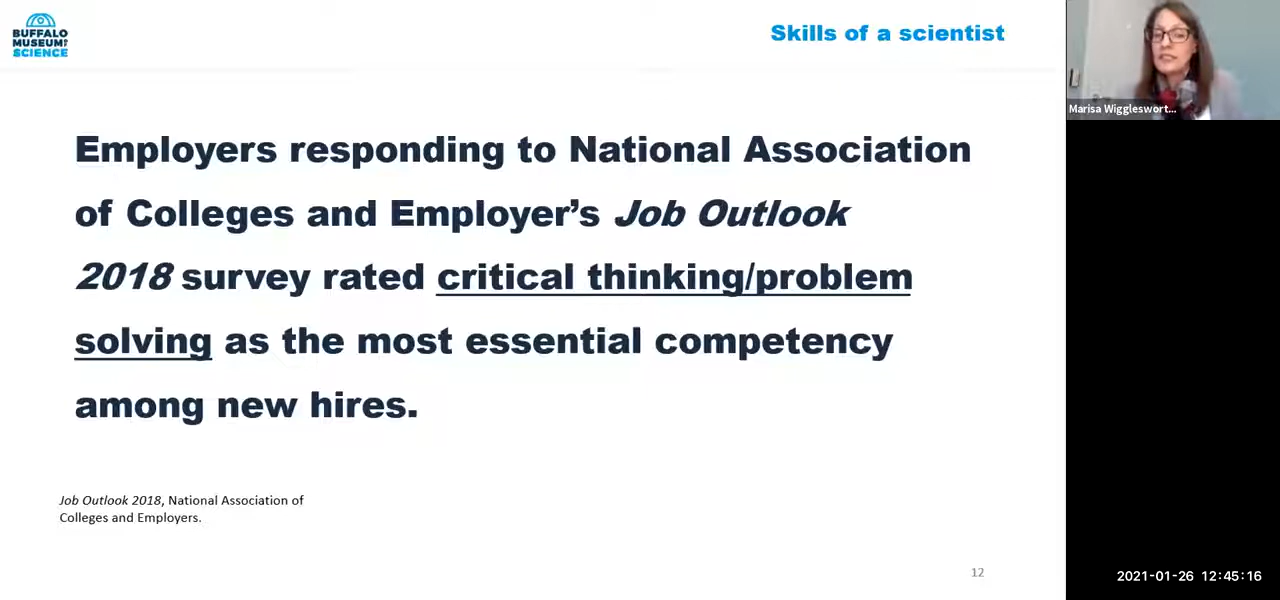 BUFFALO
MUSEUM OF
SCIENCE
Skills of a scientist
Marisa Wiggleswort...
Employers responding to National Association
of Colleges and Employer’s Job Outlook
2018 survey rated critical thinking/problem
solving as the most essential competency
among new hires.
Job Outlook 2018, National Association of
Colleges and Employers.
12
2021-01-26 12:45:16